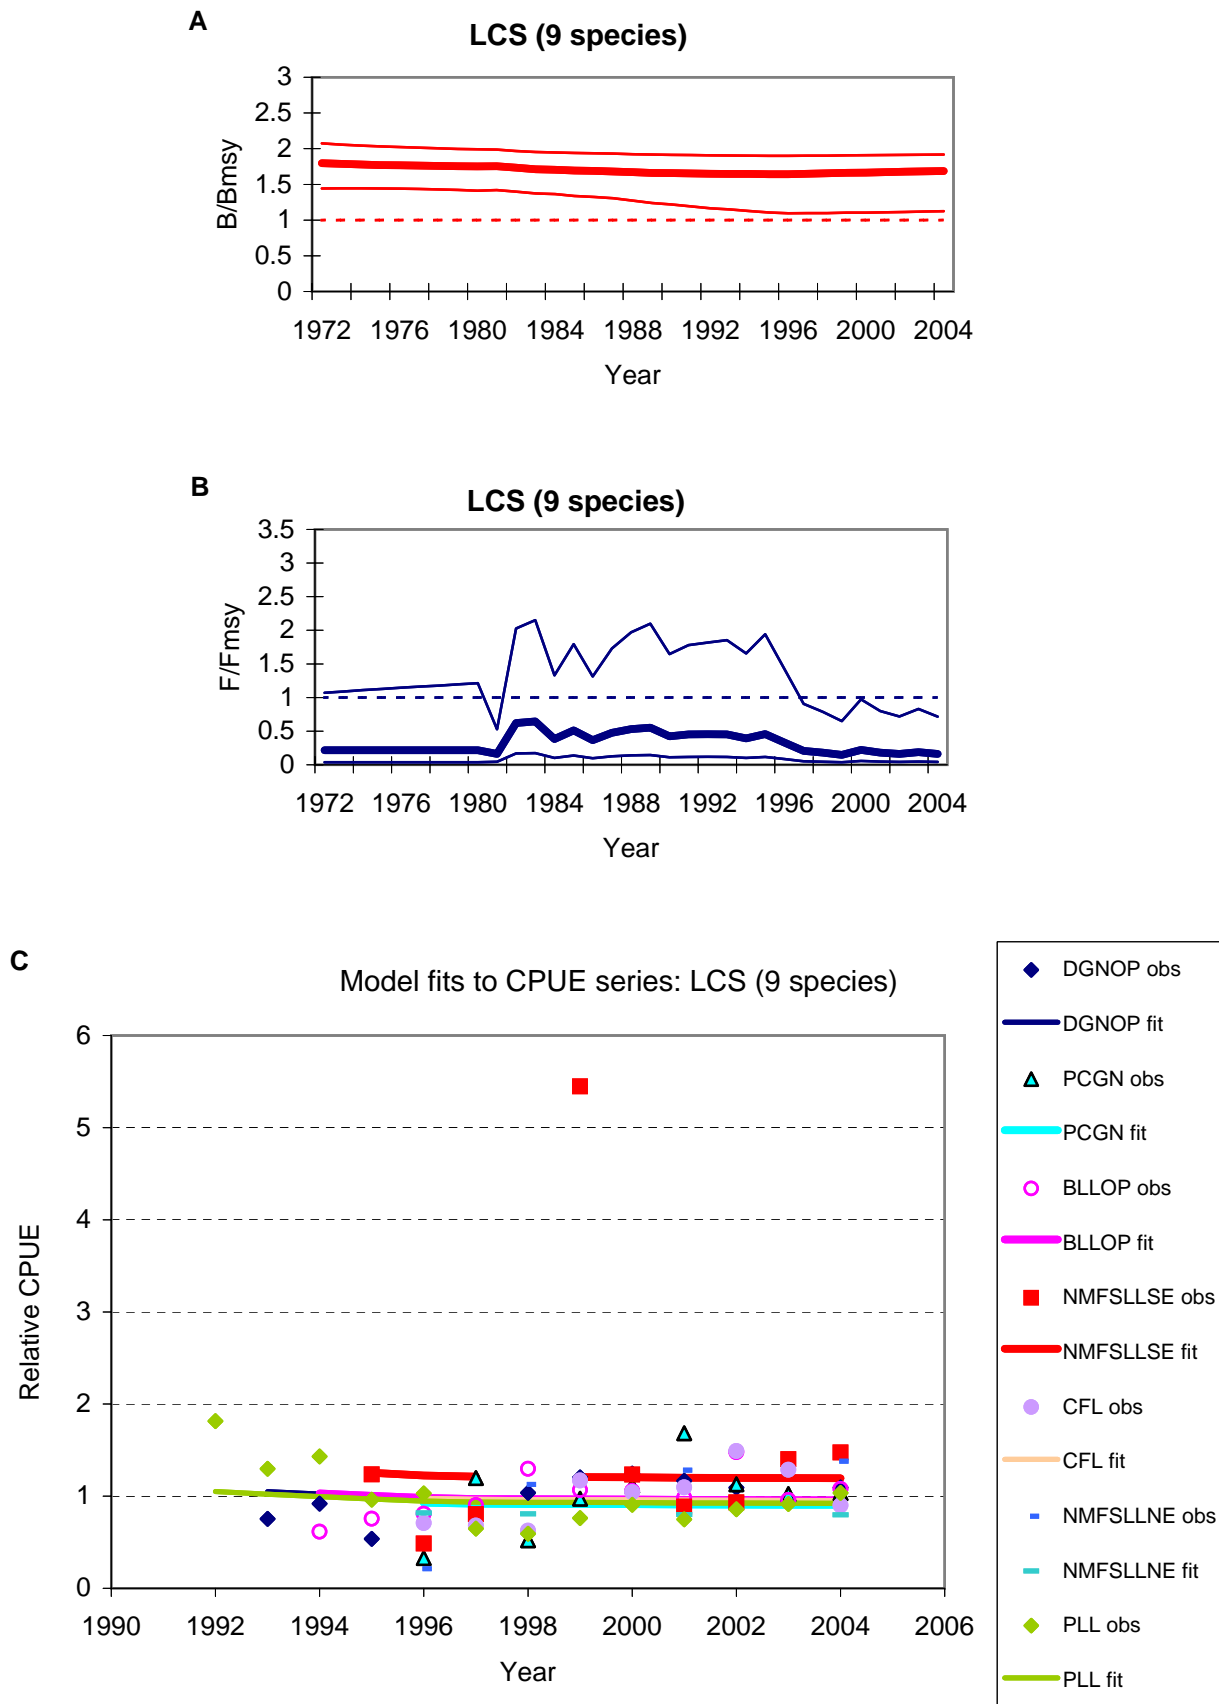 A
LCS (9 species)
3
2.5
2
1.5
1
0.5
0
B/Bmsy
1972 1976 1980 1984 1988 1992 1996 2000 2004
Year
B
LCS (9 species)
3.5
3
2.5
2
1.5
1
0.5
0
F/Fmsy
1972 1976 1980 1984 1988 1992 1996 2000 2004
Year
C
Model fits to CPUE series: LCS (9 species)
6
5
4
3
2
1
0
Relative CPUE
1990 1992 1994 1996 1998 2000 2002 2004 2006
Year
DGNOP obs
DGNOP fit
PCGN obs
PCGN fit
BLLOP obs
BLLOP fit
NMFSLLSE obs
NMFSLLSE fit
CFL obs
CFL fit
NMFSLLNE obs
NMFSLLNE fit
PLL obs
PLL fit